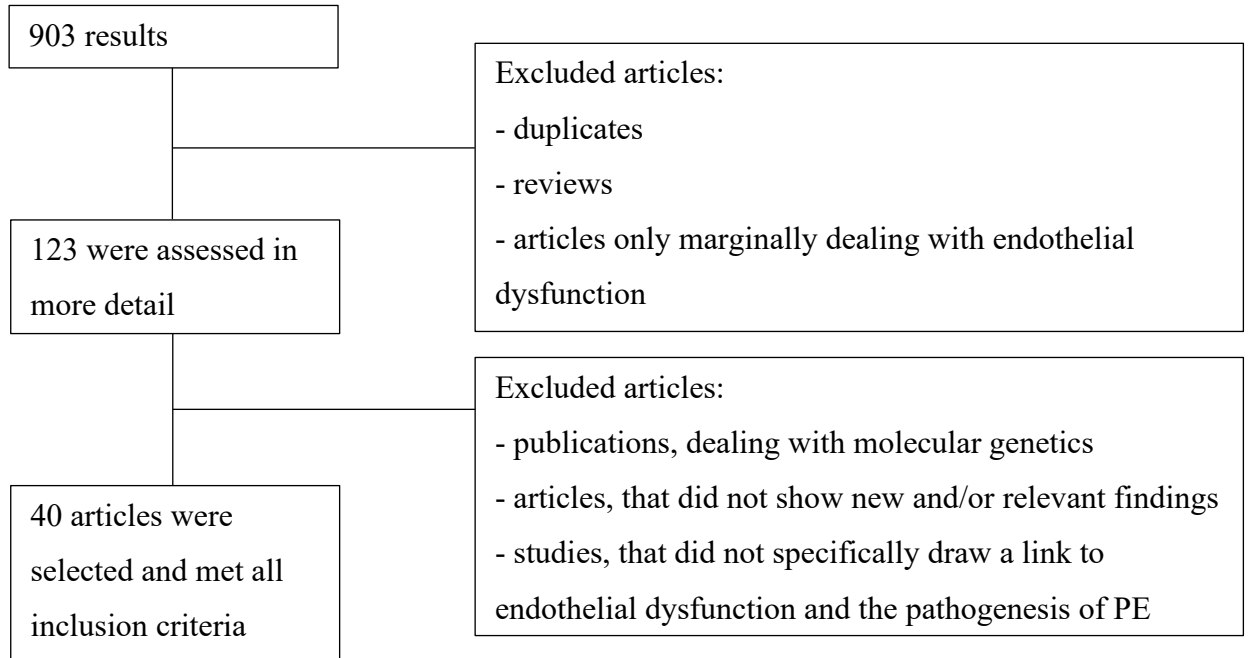 903 results
Excluded articles:
- duplicates
- reviews
- articles only marginally dealing with endothelial
dysfunction
123 were assessed in
more detail
Excluded articles:
- publications, dealing with molecular genetics
- articles, that did not show new and/or relevant findings
- studies, that did not specifically draw a link to
endothelial dysfunction and the pathogenesis of PE
40 articles were
selected and met all
inclusion criteria